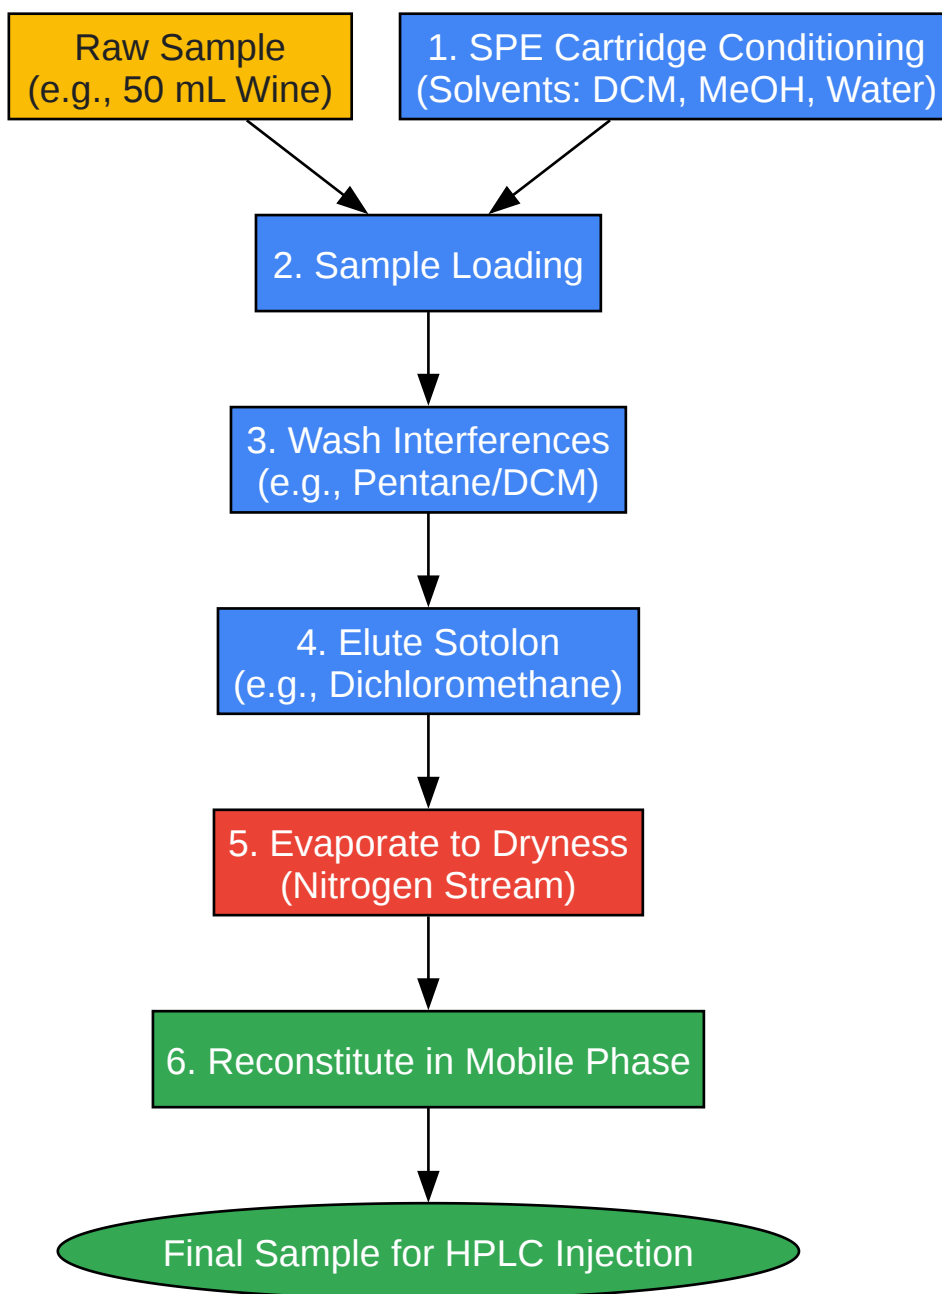 Raw Sample
(e.g., 50 mL Wine)
1. SPE Cartridge Conditioning
(Solvents: DCM, MeOH, Water)
2. Sample Loading
3. Wash Interferences
(e.g., Pentane/DCM)
4. Elute Sotolon
(e.g., Dichloromethane)
5. Evaporate to Dryness
(Nitrogen Stream)
6. Reconstitute in Mobile Phase
Final Sample for HPLC Injection